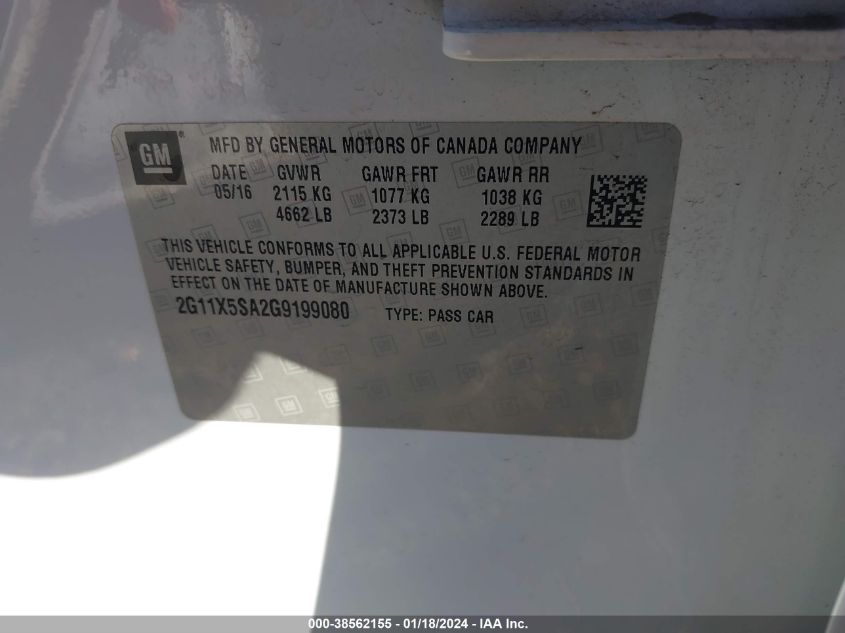 GM
MFD BY GENERAL MOTORS OF CANADA COMPANY
DATE GVWR GAWR FRT GAWR RR
05/16 2115 KG 1077 KG 1038 KG
4662 LB 2373 LB 2289 LB
THIS VEHICLE CONFORMS TO ALL APPLICABLE U.S. FEDERAL MOTOR
VEHICLE SAFETY, BUMPER, AND THEFT PREVENTION STANDARDS IN
EFFECT ON THE DATE OF MANUFACTURE SHOWN ABOVE.
2G11X5SA2G9199080 TYPE: PASS CAR
000-38562155 - 01/18/2024 - IAA Inc.